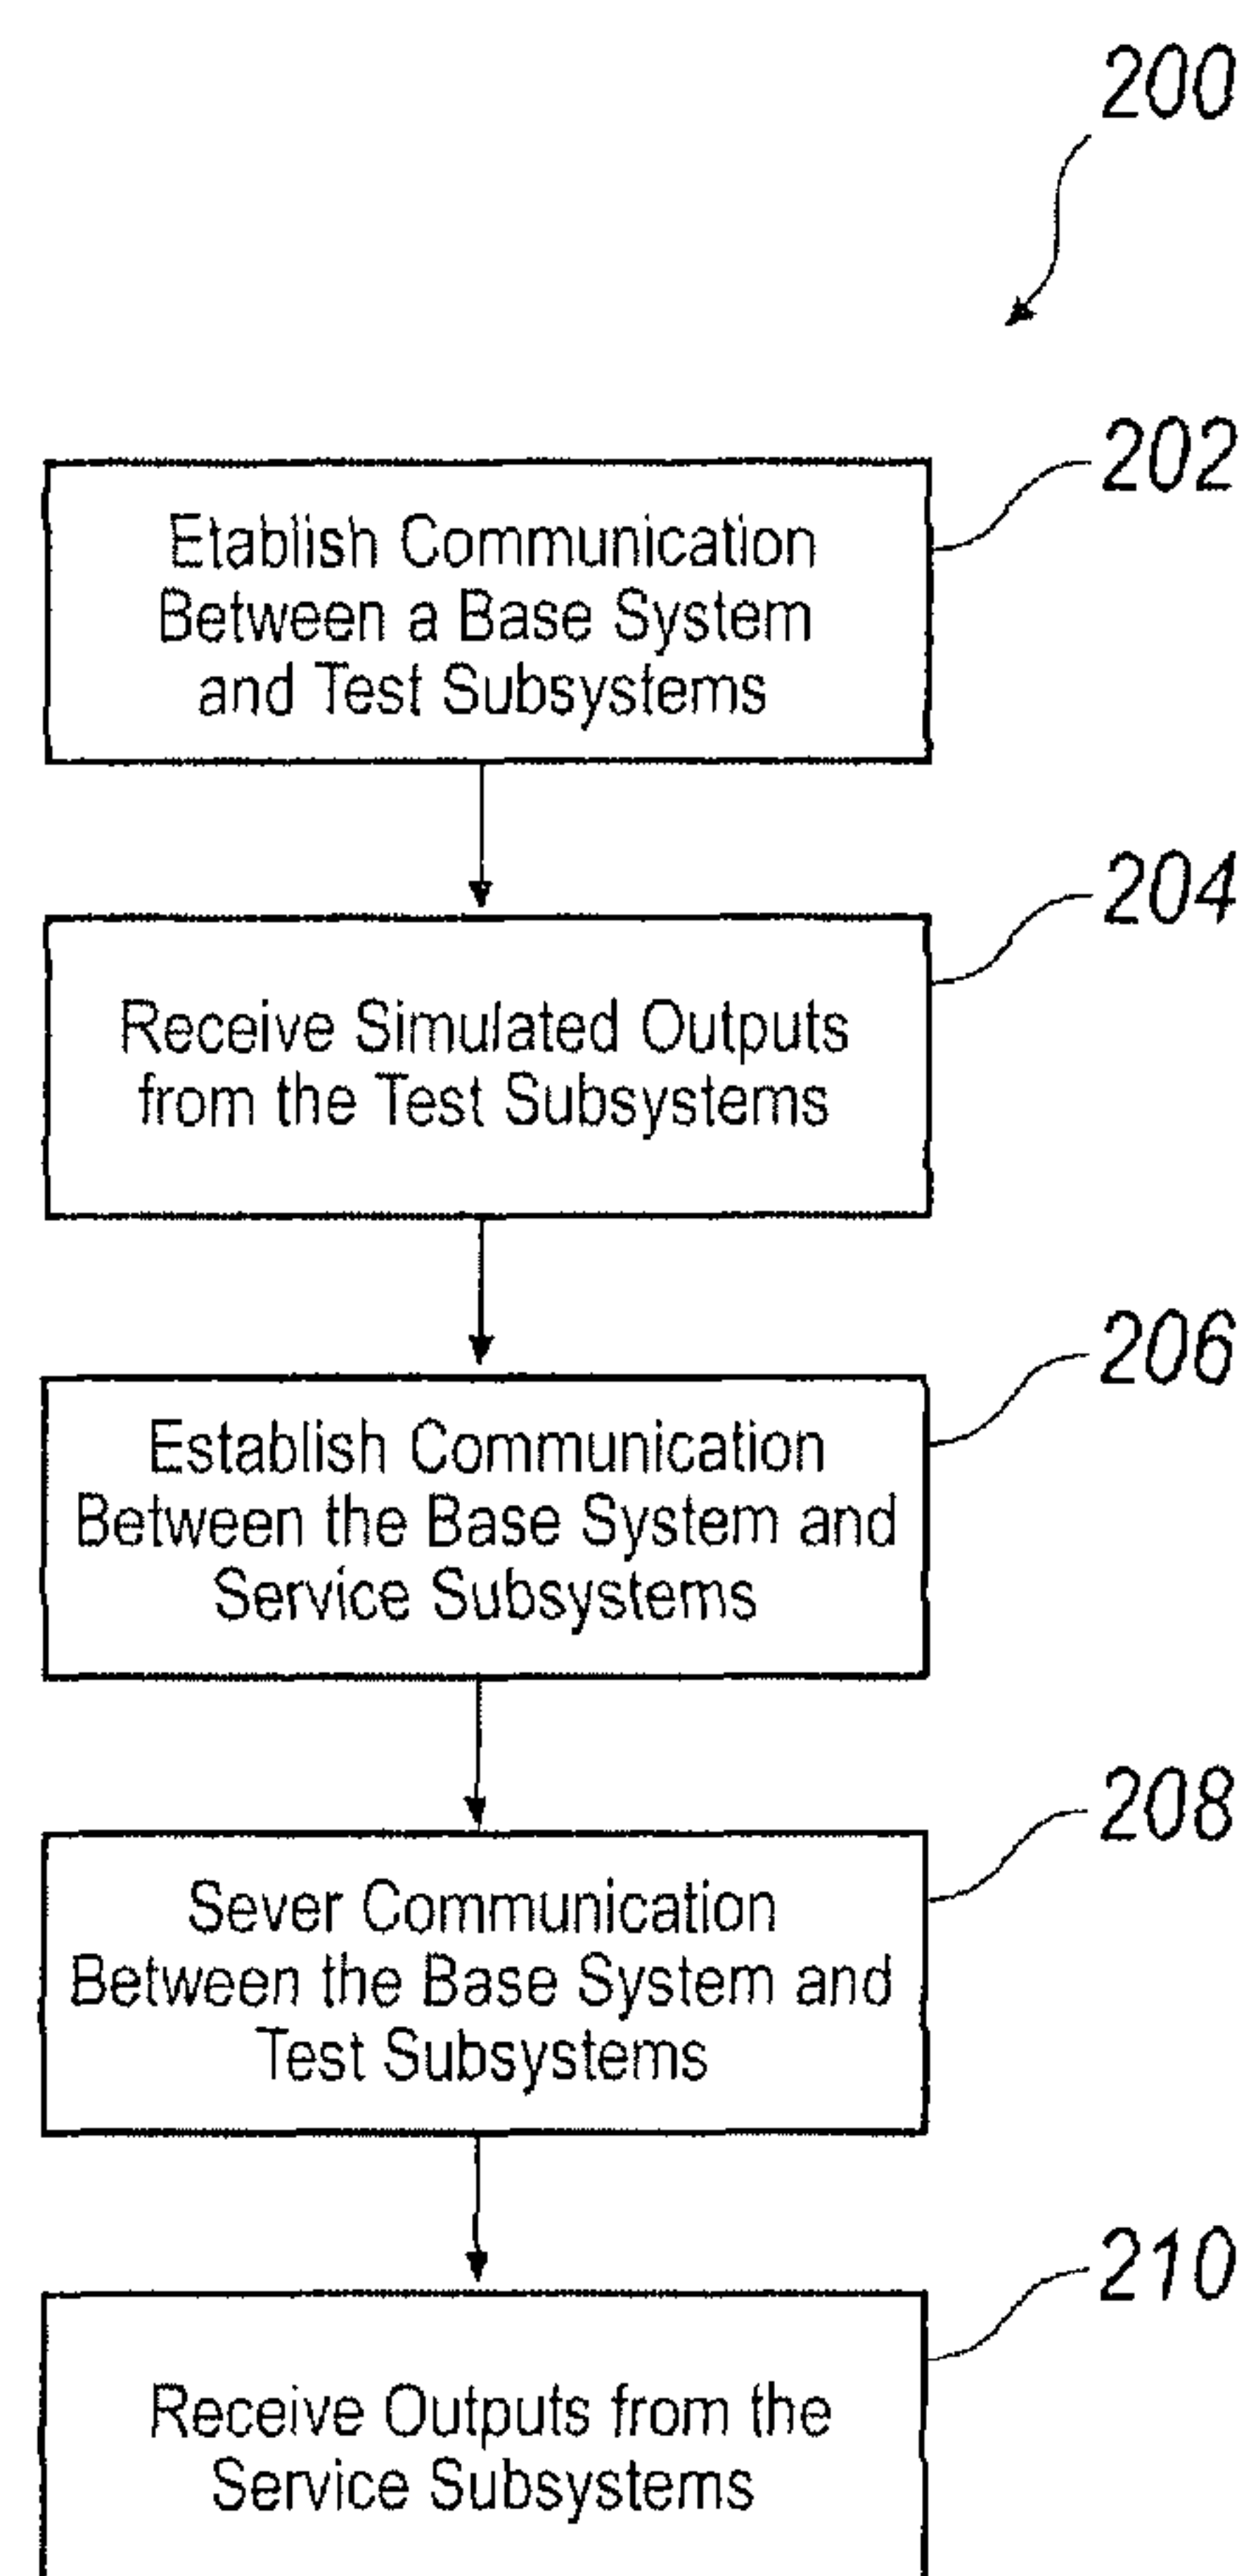 200
202
Etablish Communication
Between a Base System
and Test Subsystems
204
Receive Simulated Outputs
from the Test Subsystems
206
Establish Communication
Between the Base System and
Service Subsystems
208
Sever Communication
Between the Base System and
Test Subsystems
210
Receive Outputs from the
Service Subsystems